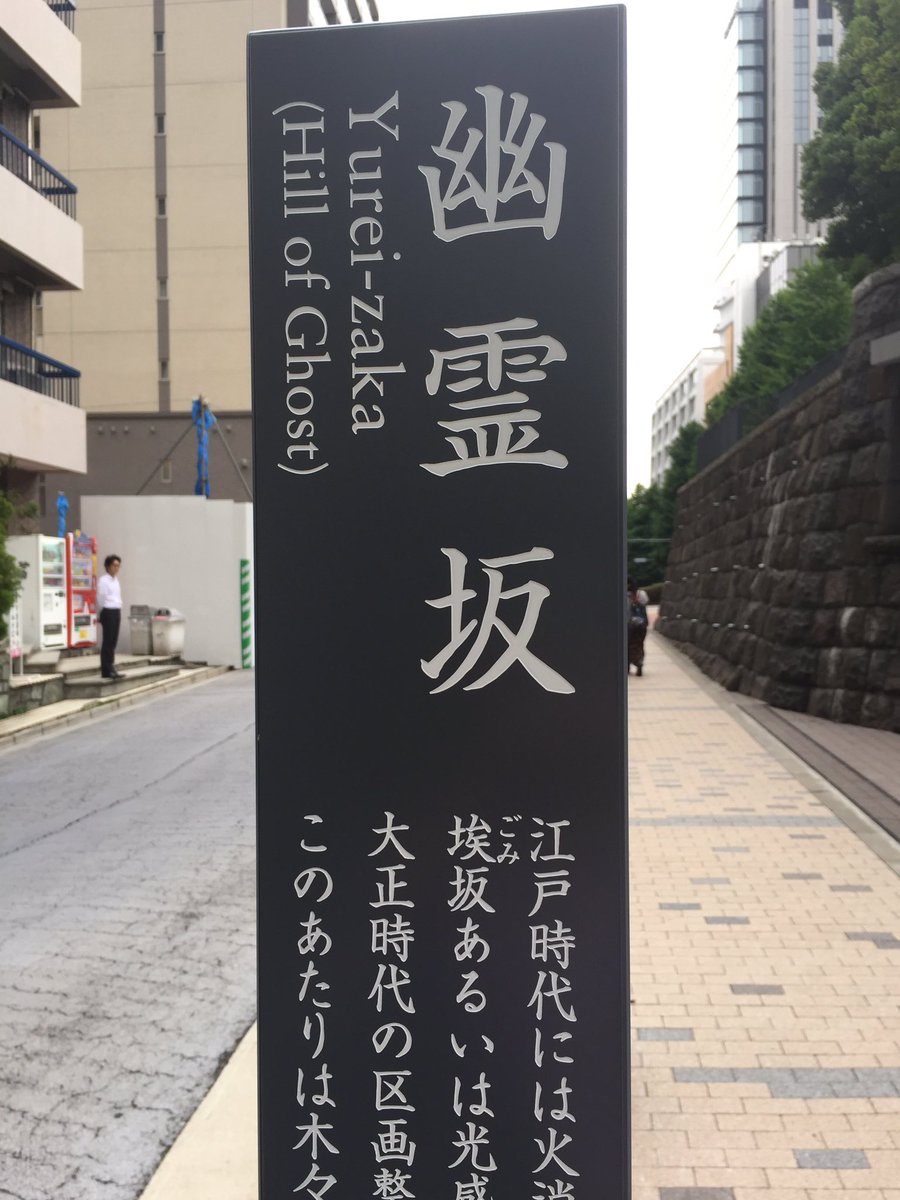 幽霊坂
Yurei-zaka
(Hill of Ghost)
江戸時代には火消
ごみ
埃坂あるいは光感
大正時代の区画整
このあたりは木々